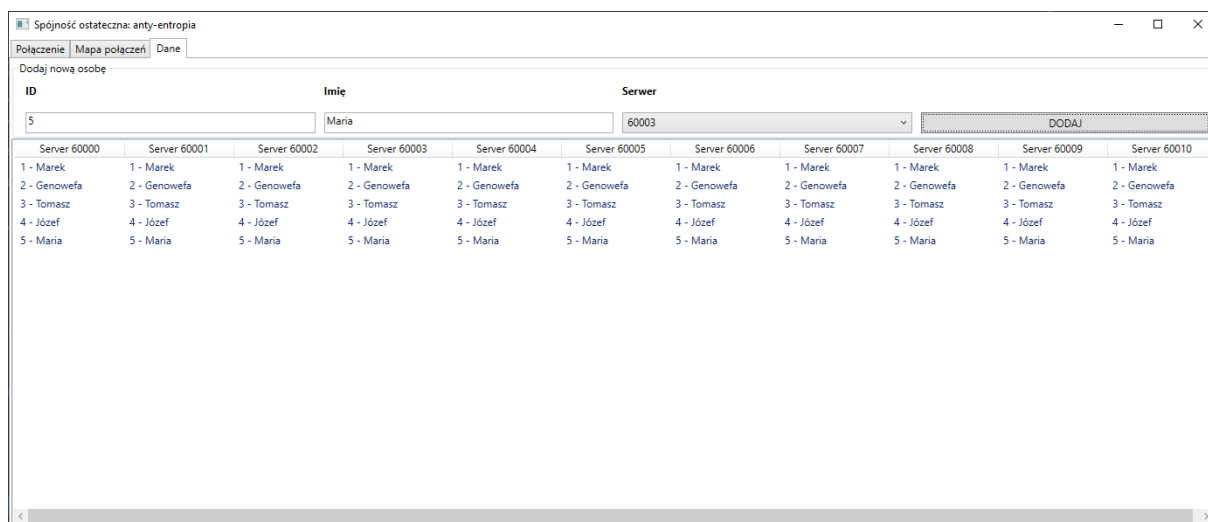 Spójność ostateczna: anty-entropia
Połączenie Mapa połączeń Dane
Dodaj nową osobę
ID Imię Serwer
5 Maria 60003 DODAJ
Server 60000 Server 60001 Server 60002 Server 60003 Server 60004 Server 60005 Server 60006 Server 60007 Server 60008 Server 60009 Server 60010
1 - Marek 1 - Marek 1 - Marek 1 - Marek 1 - Marek 1 - Marek 1 - Marek 1 - Marek 1 - Marek 1 - Marek 1 - Marek
2 - Genowefa 2 - Genowefa 2 - Genowefa 2 - Genowefa 2 - Genowefa 2 - Genowefa 2 - Genowefa 2 - Genowefa 2 - Genowefa 2 - Genowefa 2 - Genowefa
3 - Tomasz 3 - Tomasz 3 - Tomasz 3 - Tomasz 3 - Tomasz 3 - Tomasz 3 - Tomasz 3 - Tomasz 3 - Tomasz 3 - Tomasz 3 - Tomasz
4 - Józef 4 - Józef 4 - Józef 4 - Józef 4 - Józef 4 - Józef 4 - Józef 4 - Józef 4 - Józef 4 - Józef 4 - Józef
5 - Maria 5 - Maria 5 - Maria 5 - Maria 5 - Maria 5 - Maria 5 - Maria 5 - Maria 5 - Maria 5 - Maria 5 - Maria